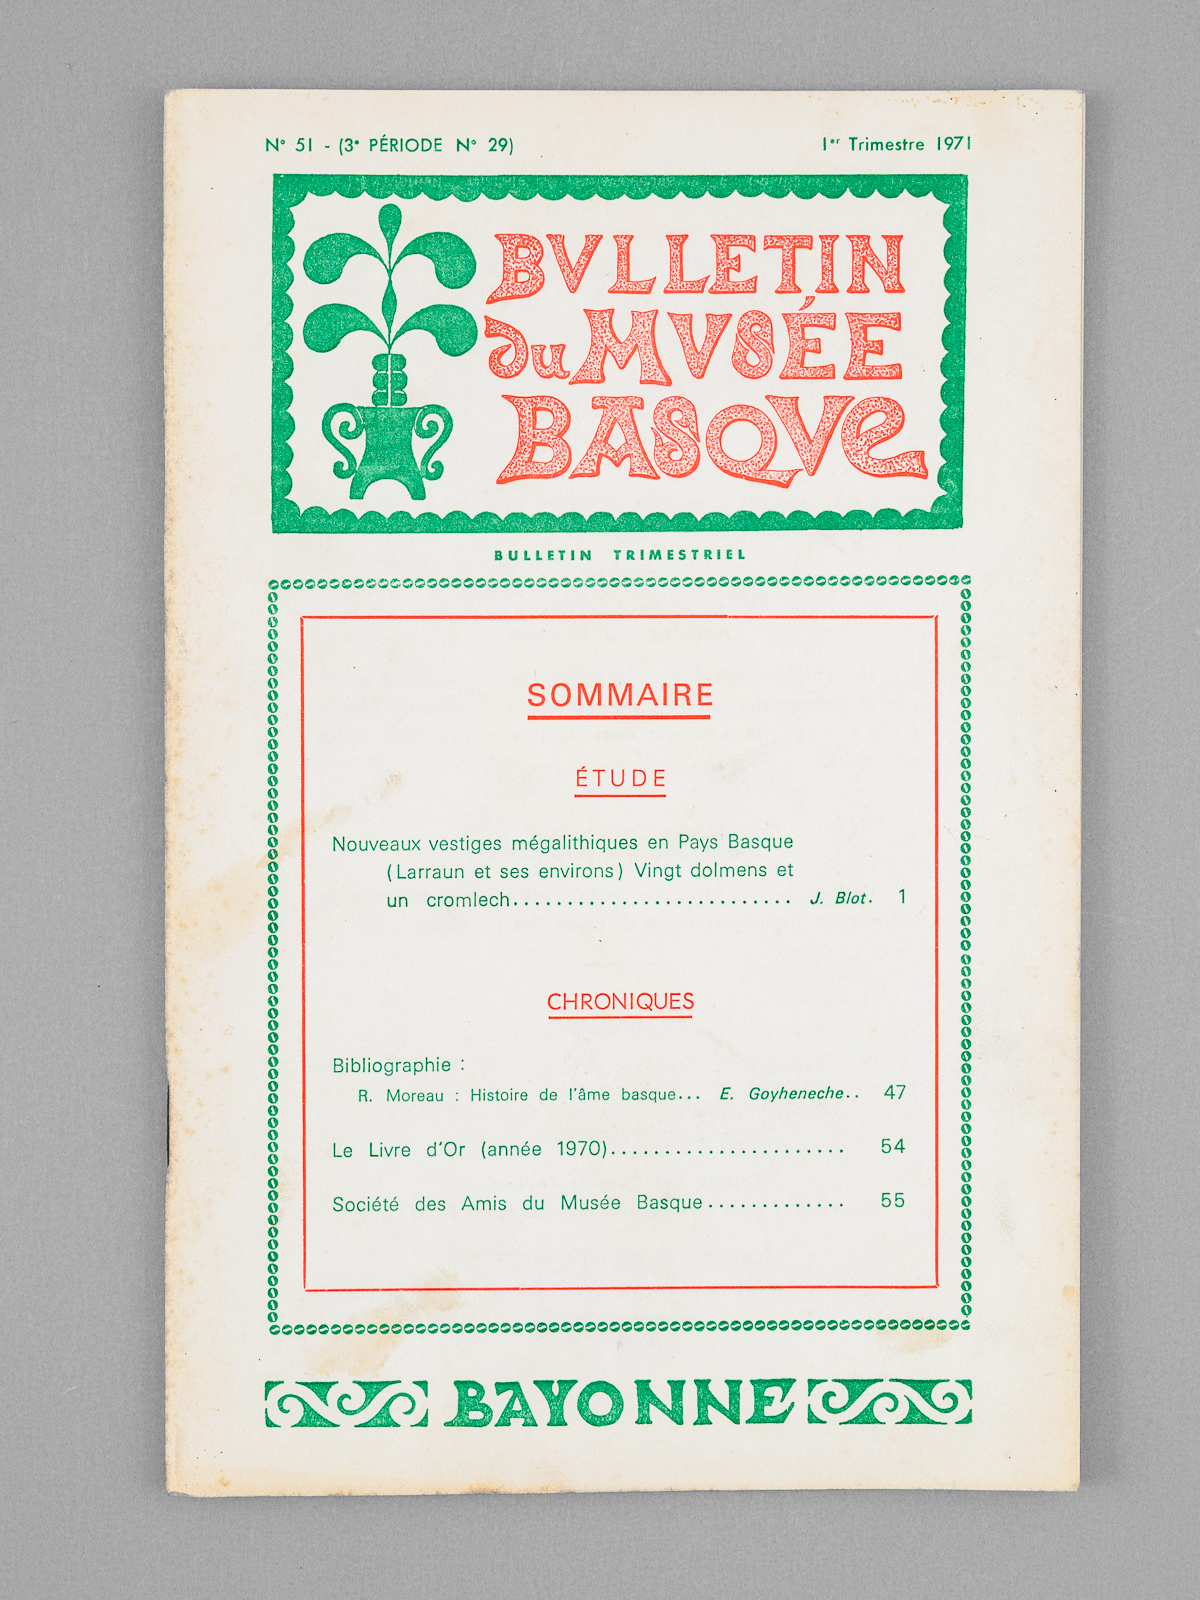 Nº 51 - (3ᵉ PÉRIODE Nº 29)
1ᵉʳ Trimestre 1971
BVLLETIN
du MVSÉE
BASQVe
BULLETIN TRIMESTRIEL
SOMMAIRE
ÉTUDE
Nouveaux vestiges mégalithiques en Pays Basque
(Larraun et ses environs) Vingt dolmens et
un cromlech.......................... J. Blot. 1
CHRONIQUES
Bibliographie :
R. Moreau : Histoire de l'âme basque... E. Goyheneche.. 47
Le Livre d'Or (année 1970)...................... 54
Société des Amis du Musée Basque............. 55
BAYONNE